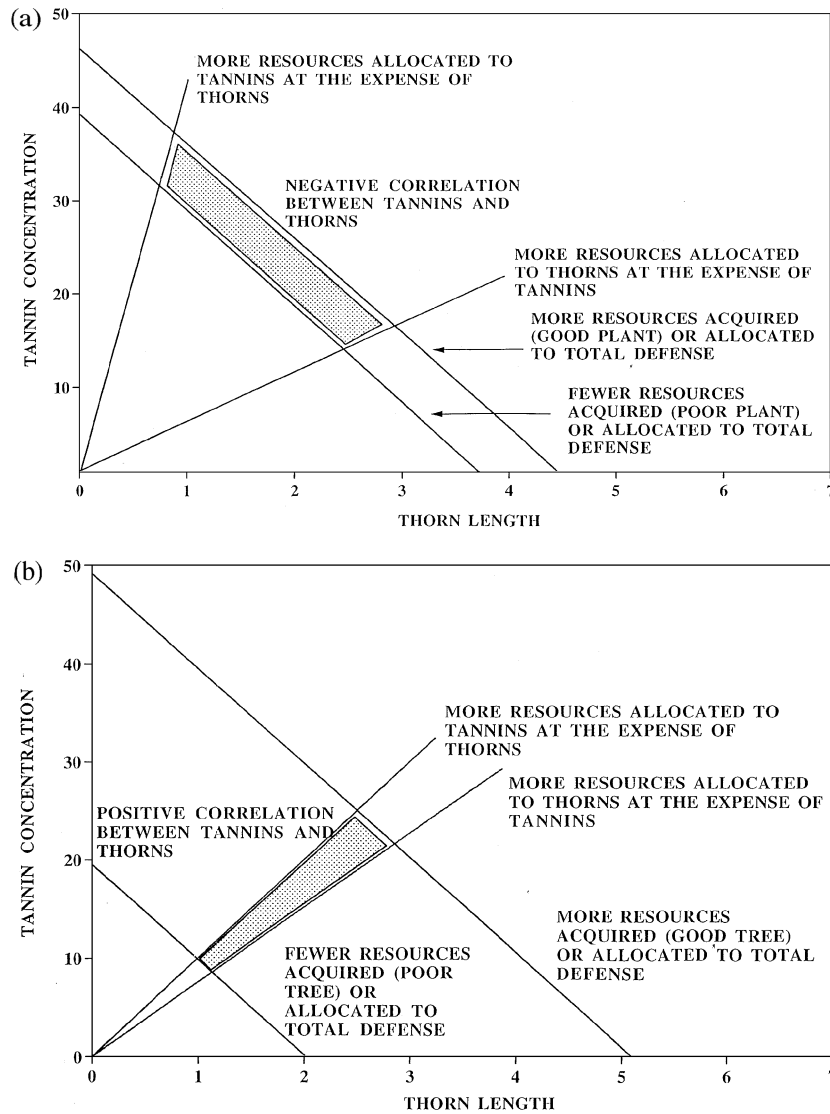 (a)
50
40
30
20
10
TANNIN CONCENTRATION
MORE RESOURCES ALLOCATED TO
TANNINS AT THE EXPENSE OF
THORNS
NEGATIVE CORRELATION
BETWEEN TANNINS AND
THORNS
MORE RESOURCES ALLOCATED
TO THORNS AT THE EXPENSE OF
TANNINS
MORE RESOURCES ACQUIRED
(GOOD PLANT) OR ALLOCATED
TO TOTAL DEFENSE
FEWER RESOURCES
ACQUIRED (POOR PLANT)
OR ALLOCATED TO TOTAL
DEFENSE
0 1 2 3 4 5 6 7
THORN LENGTH
(b)
50
40
30
20
10
0
TANNIN CONCENTRATION
MORE RESOURCES ALLOCATED TO
TANNINS AT THE EXPENSE OF
THORNS
MORE RESOURCES ALLOCATED
TO THORNS AT THE EXPENSE OF
TANNINS
POSITIVE CORRELATION
BETWEEN TANNINS AND
THORNS
FEWER RESOURCES
ACQUIRED (POOR
TREE) OR
ALLOCATED TO
TOTAL DEFENSE
MORE RESOURCES
ACQUIRED (GOOD TREE)
OR ALLOCATED TO TOTAL
DEFENSE
0 1 2 3 4 5 6 7
THORN LENGTH